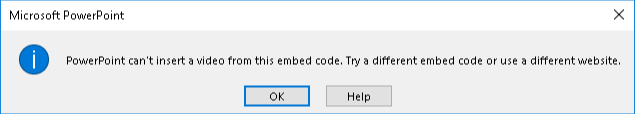 Microsoft PowerPoint
PowerPoint can't insert a video from this embed code. Try a different embed code or use a different website.
OK
Help